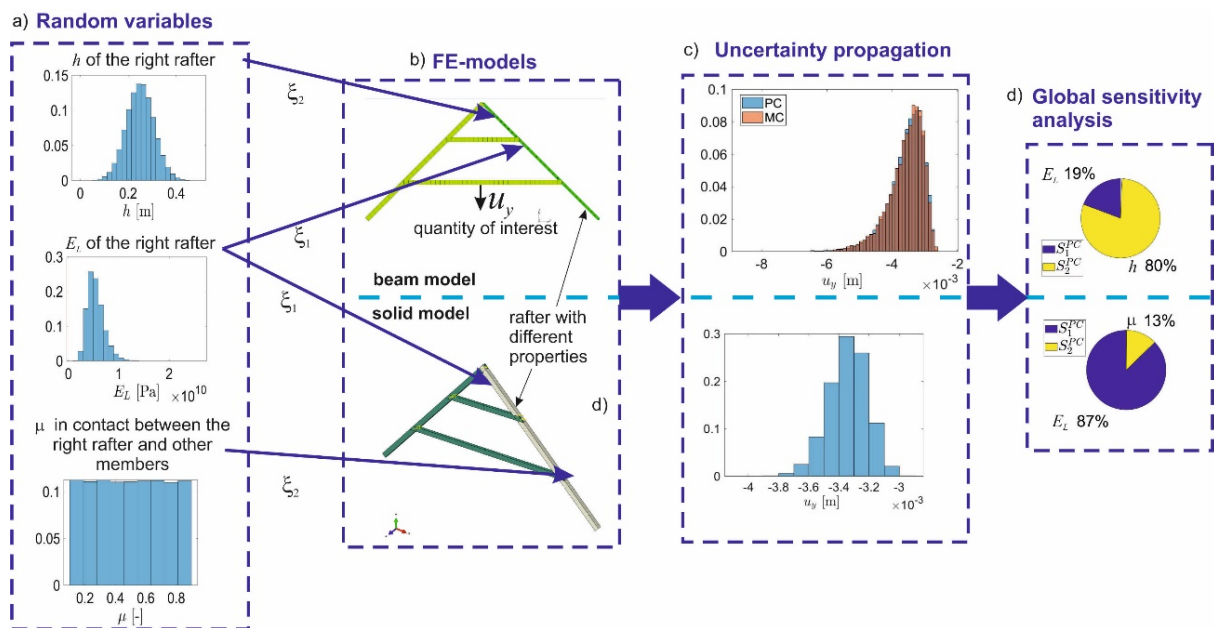 a) Random variables
h of the right rafter
0.15
0.1
0.05
0
0 0.2 0.4
h [m]
E_L of the right rafter
0.3
0.2
0.1
0
0 1 2
E_L [Pa] ×10^10
μ in contact between the
right rafter and other
members
0.1
0.05
0
0.2 0.4 0.6 0.8
μ [-]
ξ_2
ξ_1
ξ_1
ξ_2
b) FE-models
u_y
quantity of interest
beam model
solid model
rafter with
different
properties
d)
c) Uncertainty propagation
0.1
0.08
0.06
0.04
0.02
0
PC
MC
-8 -6 -4 -2
u_y [m] ×10^-3
0.3
0.2
0.1
0
-4 -3.8 -3.6 -3.4 -3.2 -3
u_y [m] ×10^-3
d) Global sensitivity
analysis
E_L 19%
S_1^PC
S_2^PC
h 80%
μ 13%
S_1^PC
S_2^PC
E_L 87%